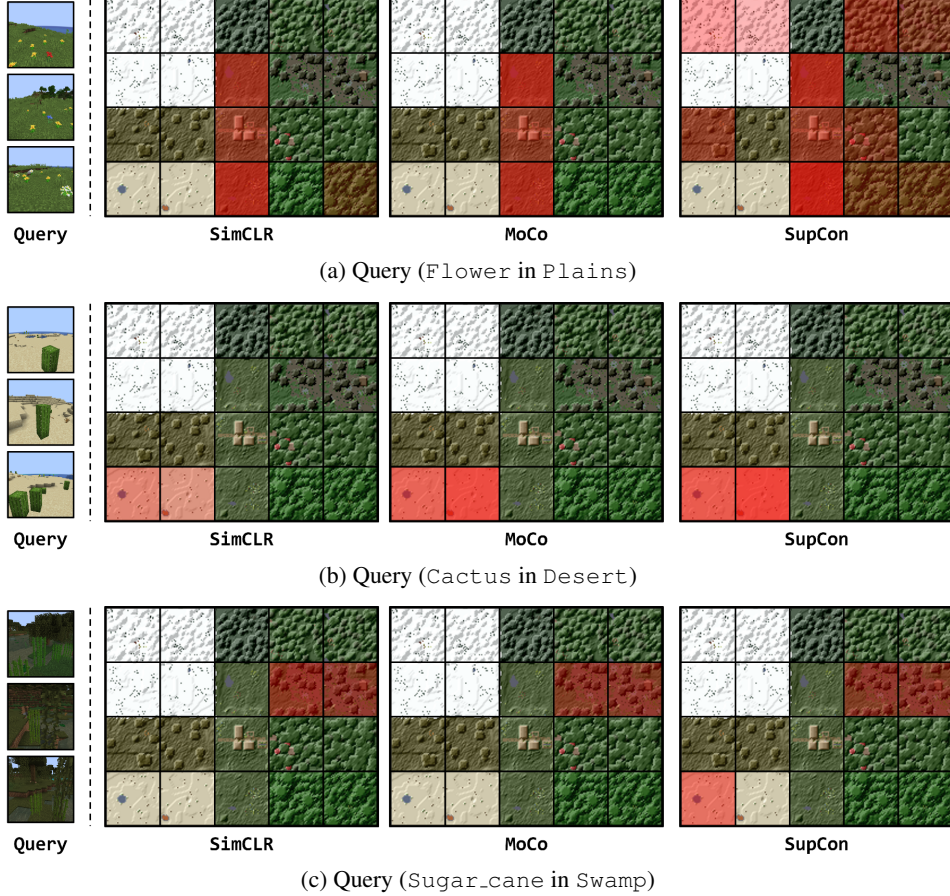 Query SimCLR MoCo SupCon
(a) Query (Flower in Plains)
Query SimCLR MoCo SupCon
(b) Query (Cactus in Desert)
Query SimCLR MoCo SupCon
(c) Query (Sugar_cane in Swamp)